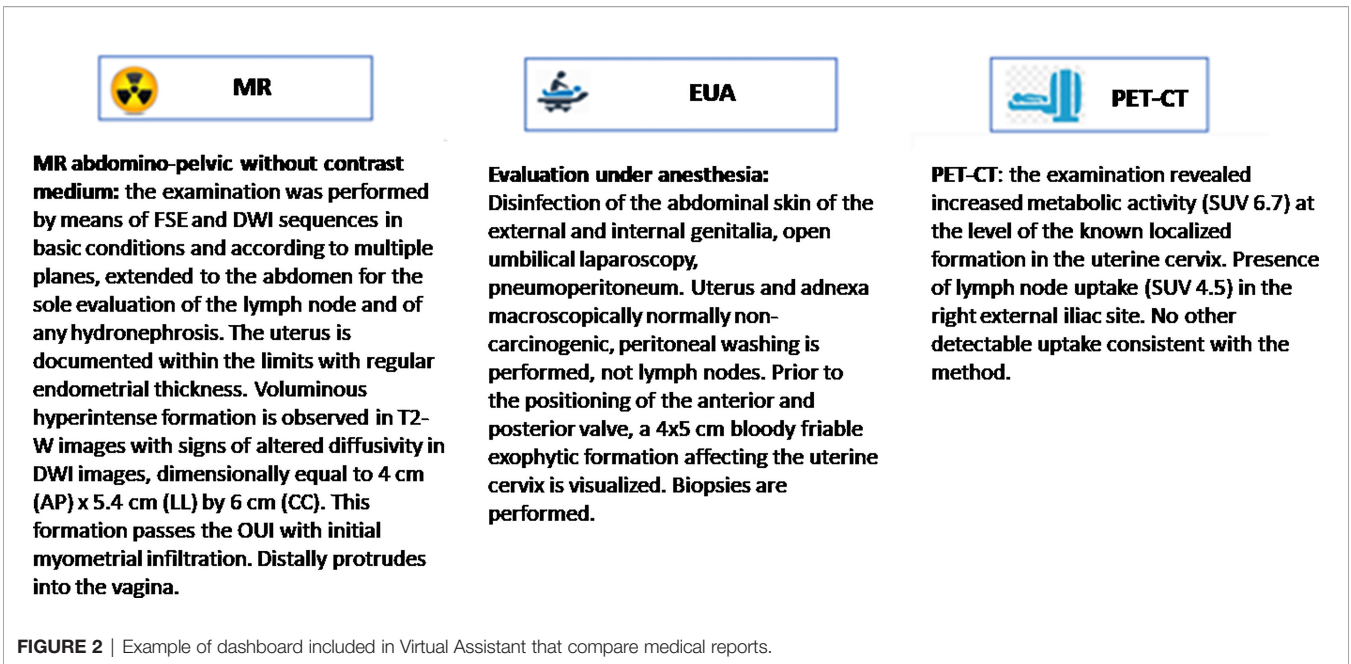 MR
MR abdomino-pelvic without contrast
medium: the examination was performed
by means of FSE and DWI sequences in
basic conditions and according to multiple
planes, extended to the abdomen for the
sole evaluation of the lymph node and of
any hydronephrosis. The uterus is
documented within the limits with regular
endometrial thickness. Voluminous
hyperintense formation is observed in T2-
W images with signs of altered diffusivity in
DWI images, dimensionally equal to 4 cm
(AP) x 5.4 cm (LL) by 6 cm (CC). This
formation passes the OUI with initial
myometrial infiltration. Distally protrudes
into the vagina.
EUA
Evaluation under anesthesia:
Disinfection of the abdominal skin of the
external and internal genitalia, open
umbilical laparoscopy,
pneumoperitoneum. Uterus and adnexa
macroscopically normally non-
carcinogenic, peritoneal washing is
performed, not lymph nodes. Prior to
the positioning of the anterior and
posterior valve, a 4x5 cm bloody friable
exophytic formation affecting the uterine
cervix is visualized. Biopsies are
performed.
PET-CT
PET-CT: the examination revealed
increased metabolic activity (SUV 6.7) at
the level of the known localized
formation in the uterine cervix. Presence
of lymph node uptake (SUV 4.5) in the
right external iliac site. No other
detectable uptake consistent with the
method.
FIGURE 2 | Example of dashboard included in Virtual Assistant that compare medical reports.